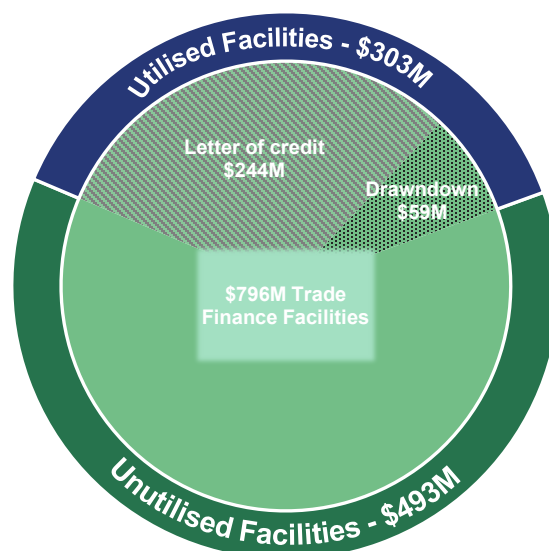 Utilised Facilities - $303M
Letter of credit
$244M
Drawndown
$59M
$796M Trade
Finance Facilities
Unutilised Facilities - $493M